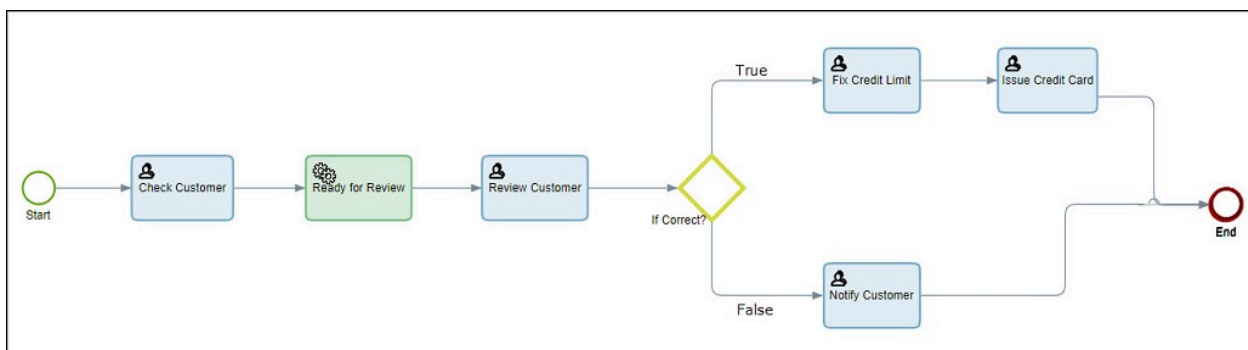 True
Fix Credit Limit
Issue Credit Card
Check Customer
Ready for Review
Review Customer
Start
If Correct?
End
Notify Customer
False